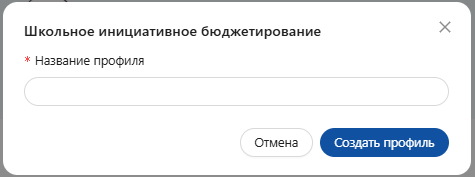 Школьное инициативное бюджетирование
* Название профиля
Отмена
Создать профиль